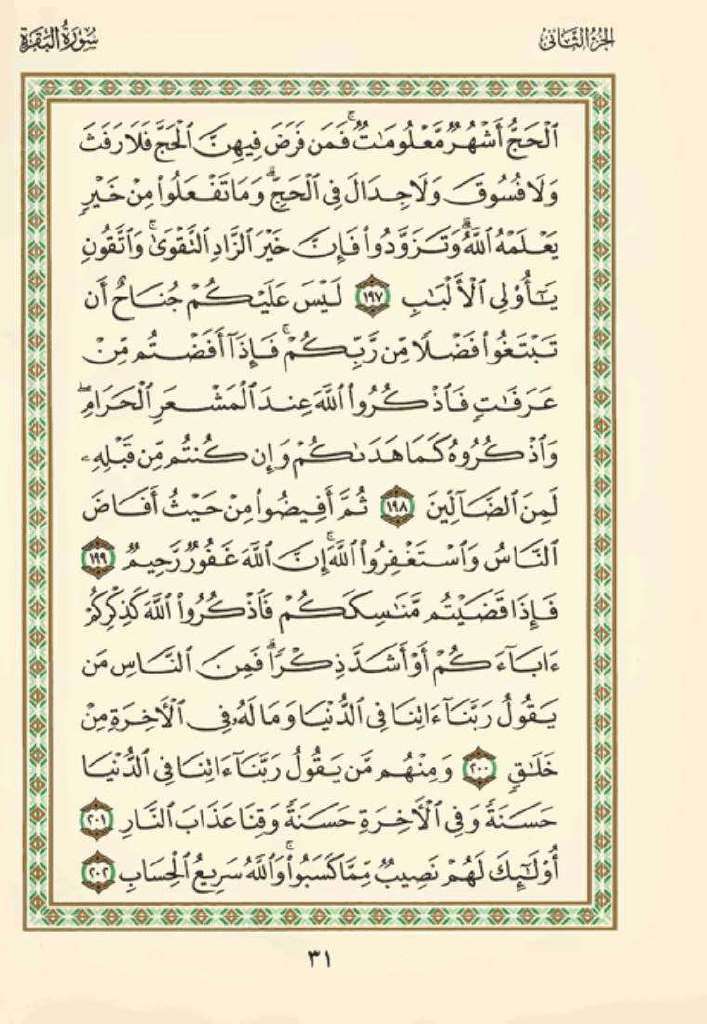 الجزء الثاني
سورة البقرة
ٱلۡحَجُّ أَشۡهُرٞ مَّعۡلُومَٰتٞۚ فَمَن فَرَضَ فِيهِنَّ ٱلۡحَجَّ فَلَا رَفَثَ
وَلَا فُسُوقَ وَلَا جِدَالَ فِي ٱلۡحَجِّۗ وَمَا تَفۡعَلُواْ مِنۡ خَيۡرٖ
يَعۡلَمۡهُ ٱللَّهُۗ وَتَزَوَّدُواْ فَإِنَّ خَيۡرَ ٱلزَّادِ ٱلتَّقۡوَىٰۖ وَٱتَّقُونِ
يَٰٓأُوْلِي ٱلۡأَلۡبَٰبِ ١٩٧ لَيۡسَ عَلَيۡكُمۡ جُنَاحٌ أَن
تَبۡتَغُواْ فَضۡلٗا مِّن رَّبِّكُمۡۚ فَإِذَآ أَفَضۡتُم مِّنۡ
عَرَفَٰتٖ فَٱذۡكُرُواْ ٱللَّهَ عِندَ ٱلۡمَشۡعَرِ ٱلۡحَرَامِۖ
وَٱذۡكُرُوهُ كَمَا هَدَىٰكُمۡ وَإِن كُنتُم مِّن قَبۡلِهِۦ
لَمِنَ ٱلضَّآلِّينَ ١٩٨ ثُمَّ أَفِيضُواْ مِنۡ حَيۡثُ أَفَاضَ
ٱلنَّاسُ وَٱسۡتَغۡفِرُواْ ٱللَّهَۚ إِنَّ ٱللَّهَ غَفُورٞ رَّحِيمٞ ١٩٩
فَإِذَا قَضَيۡتُم مَّنَٰسِكَكُمۡ فَٱذۡكُرُواْ ٱللَّهَ كَذِكۡرِكُمۡ
ءَابَآءَكُمۡ أَوۡ أَشَدَّ ذِكۡرٗاۗ فَمِنَ ٱلنَّاسِ مَن
يَقُولُ رَبَّنَآ ءَاتِنَا فِي ٱلدُّنۡيَا وَمَا لَهُۥ فِي ٱلۡأٓخِرَةِ مِنۡ
خَلَٰقٖ ٢٠٠ وَمِنۡهُم مَّن يَقُولُ رَبَّنَآ ءَاتِنَا فِي ٱلدُّنۡيَا
حَسَنَةٗ وَفِي ٱلۡأٓخِرَةِ حَسَنَةٗ وَقِنَا عَذَابَ ٱلنَّارِ ٢٠١
أُوْلَٰٓئِكَ لَهُمۡ نَصِيبٞ مِّمَّا كَسَبُواْۚ وَٱللَّهُ سَرِيعُ ٱلۡحِسَابِ ٢٠٢
٣١